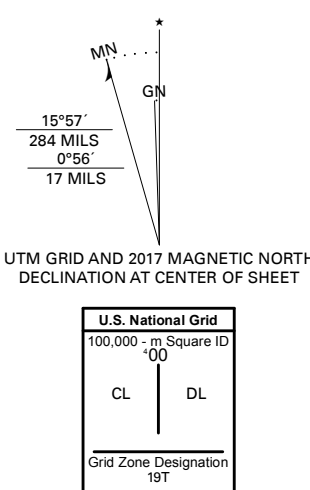 ★
MN
GN
15°57´
284 MILS
0°56´
17 MILS
UTM GRID AND 2017 MAGNETIC NORTH
DECLINATION AT CENTER OF SHEET
U.S. National Grid
100,000 - m Square ID
⁴00
CL DL
Grid Zone Designation
19T